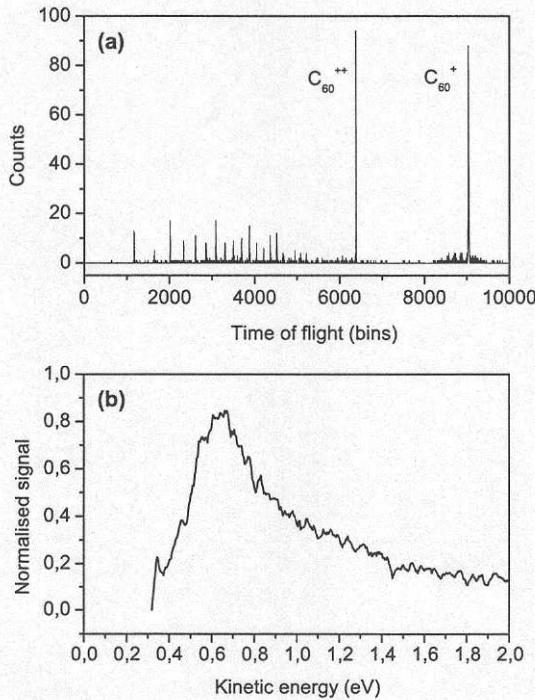 100
(a)
80
C60++
C60+
60
Counts
40
20
0
0 2000 4000 6000 8000 10000
Time of flight (bins)
1,0
(b)
0,8
0,6
Normalised signal
0,4
0,2
0,0
0,0 0,2 0,4 0,6 0,8 1,0 1,2 1,4 1,6 1,8 2,0
Kinetic energy (eV)